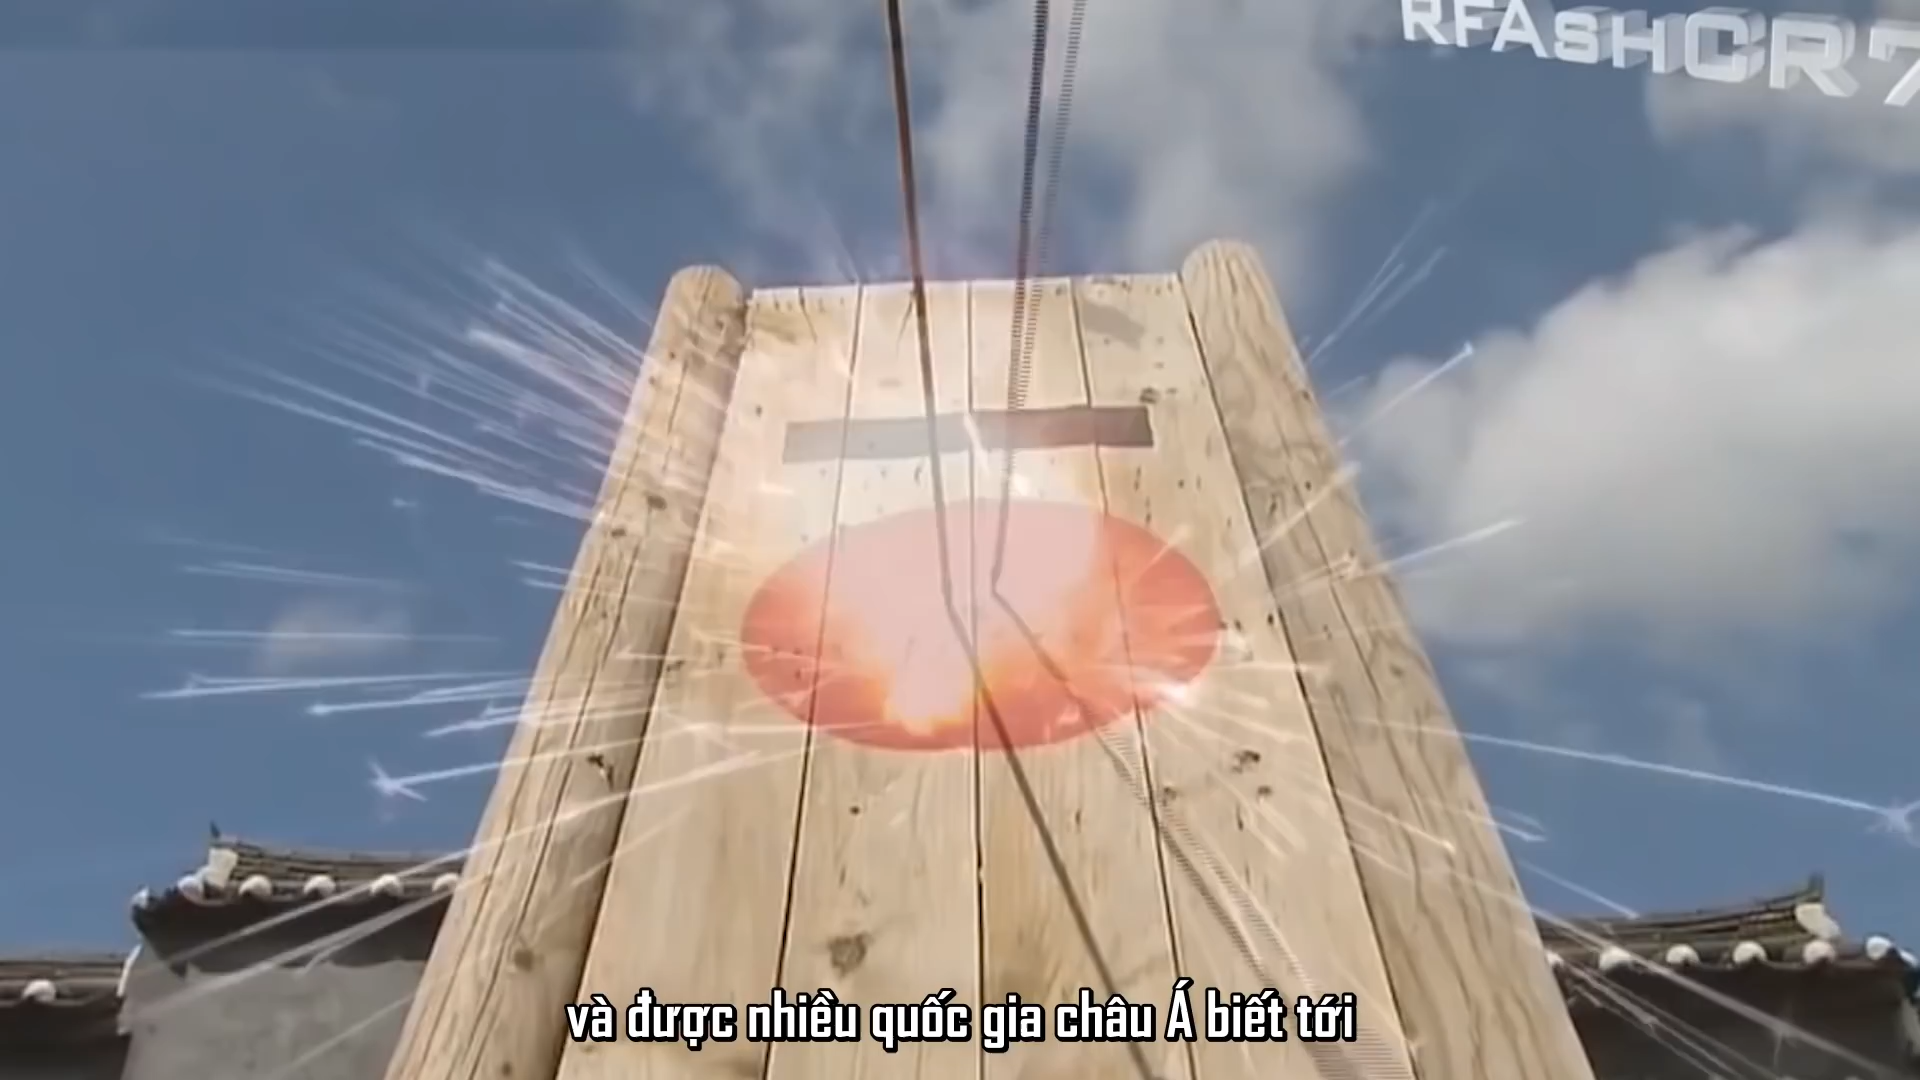 RFASHCR7
và được nhiều quốc gia châu Á biết tới